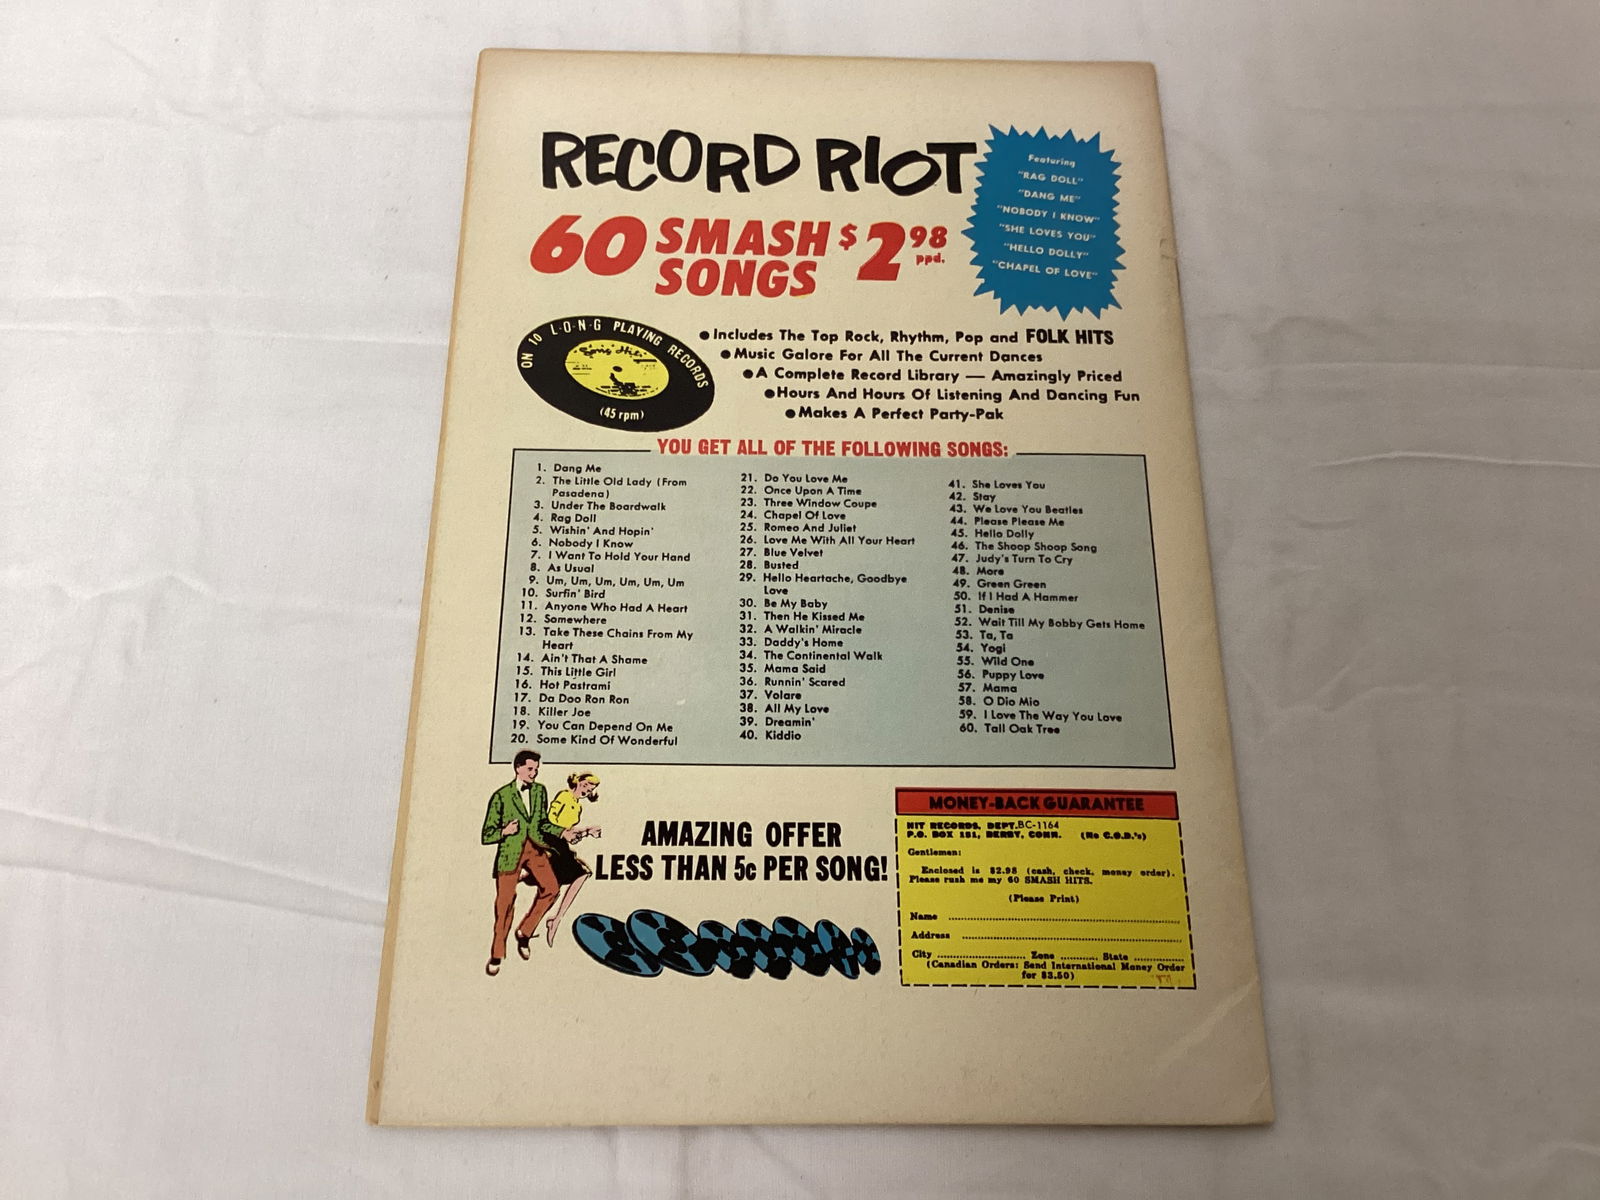 RECORD RIOT
60 SMASH SONGS $2.98 ppd.
Featuring
"RAG DOLL"
"DANG ME"
"NOBODY I KNOW"
"SHE LOVES YOU"
"HELLO DOLLY"
"CHAPEL OF LOVE"
ON 10 L-O-N-G PLAYING RECORDS
Song Hits
(45 rpm)
●Includes The Top Rock, Rhythm, Pop and FOLK HITS
●Music Galore For All The Current Dances
●A Complete Record Library — Amazingly Priced
●Hours And Hours Of Listening And Dancing Fun
●Makes A Perfect Party-Pak
YOU GET ALL OF THE FOLLOWING SONGS:
1. Dang Me
2. The Little Old Lady (From
Pasadena)
3. Under The Boardwalk
4. Rag Doll
5. Wishin' And Hopin'
6. Nobody I Know
7. I Want To Hold Your Hand
8. As Usual
9. Um, Um, Um, Um, Um, Um
10. Surfin' Bird
11. Anyone Who Had A Heart
12. Somewhere
13. Take These Chains From My
Heart
14. Ain't That A Shame
15. This Little Girl
16. Hot Pastrami
17. Da Doo Ron Ron
18. Killer Joe
19. You Can Depend On Me
20. Some Kind Of Wonderful
21. Do You Love Me
22. Once Upon A Time
23. Three Window Coupe
24. Chapel Of Love
25. Romeo And Juliet
26. Love Me With All Your Heart
27. Blue Velvet
28. Busted
29. Hello Heartache, Goodbye
Love
30. Be My Baby
31. Then He Kissed Me
32. A Walkin' Miracle
33. Daddy's Home
34. The Continental Walk
35. Mama Said
36. Runnin' Scared
37. Volare
38. All My Love
39. Dreamin'
40. Kiddio
41. She Loves You
42. Stay
43. We Love You Beatles
44. Please Please Me
45. Hello Dolly
46. The Shoop Shoop Song
47. Judy's Turn To Cry
48. More
49. Green Green
50. If I Had A Hammer
51. Denise
52. Wait Till My Bobby Gets Home
53. Ta, Ta
54. Yogi
55. Wild One
56. Puppy Love
57. Mama
58. O Dio Mio
59. I Love The Way You Love
60. Tall Oak Tree
AMAZING OFFER
LESS THAN 5c PER SONG!
MONEY-BACK GUARANTEE
HIT RECORDS, DEPT. BC-1164
P.O. BOX 181, DERBY, CONN. (No C.O.D.'s)
Gentlemen:
Enclosed is $2.98 (cash, check, money order).
Please rush me my 60 SMASH HITS.
(Please Print)
Name
Address
City Zone State
(Canadian Orders: Send International Money Order
for $3.50)